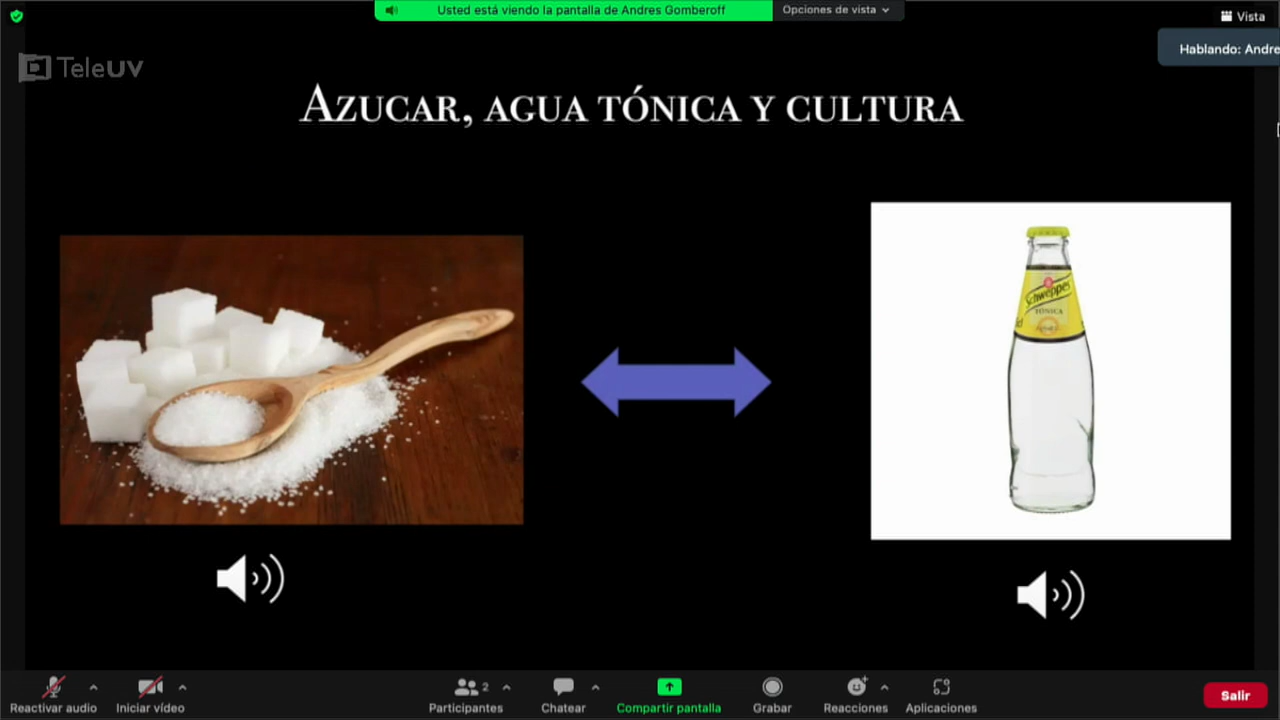 Usted está viendo la pantalla de Andres Gomberoff
Opciones de vista
Vista
Hablando: Andre
TeleUV
AZUCAR, AGUA TÓNICA Y CULTURA
Schweppes
TÓNICA
Reactivar audio
Iniciar vídeo
Participantes
2
Chatear
Compartir pantalla
Grabar
Reacciones
Aplicaciones
Salir